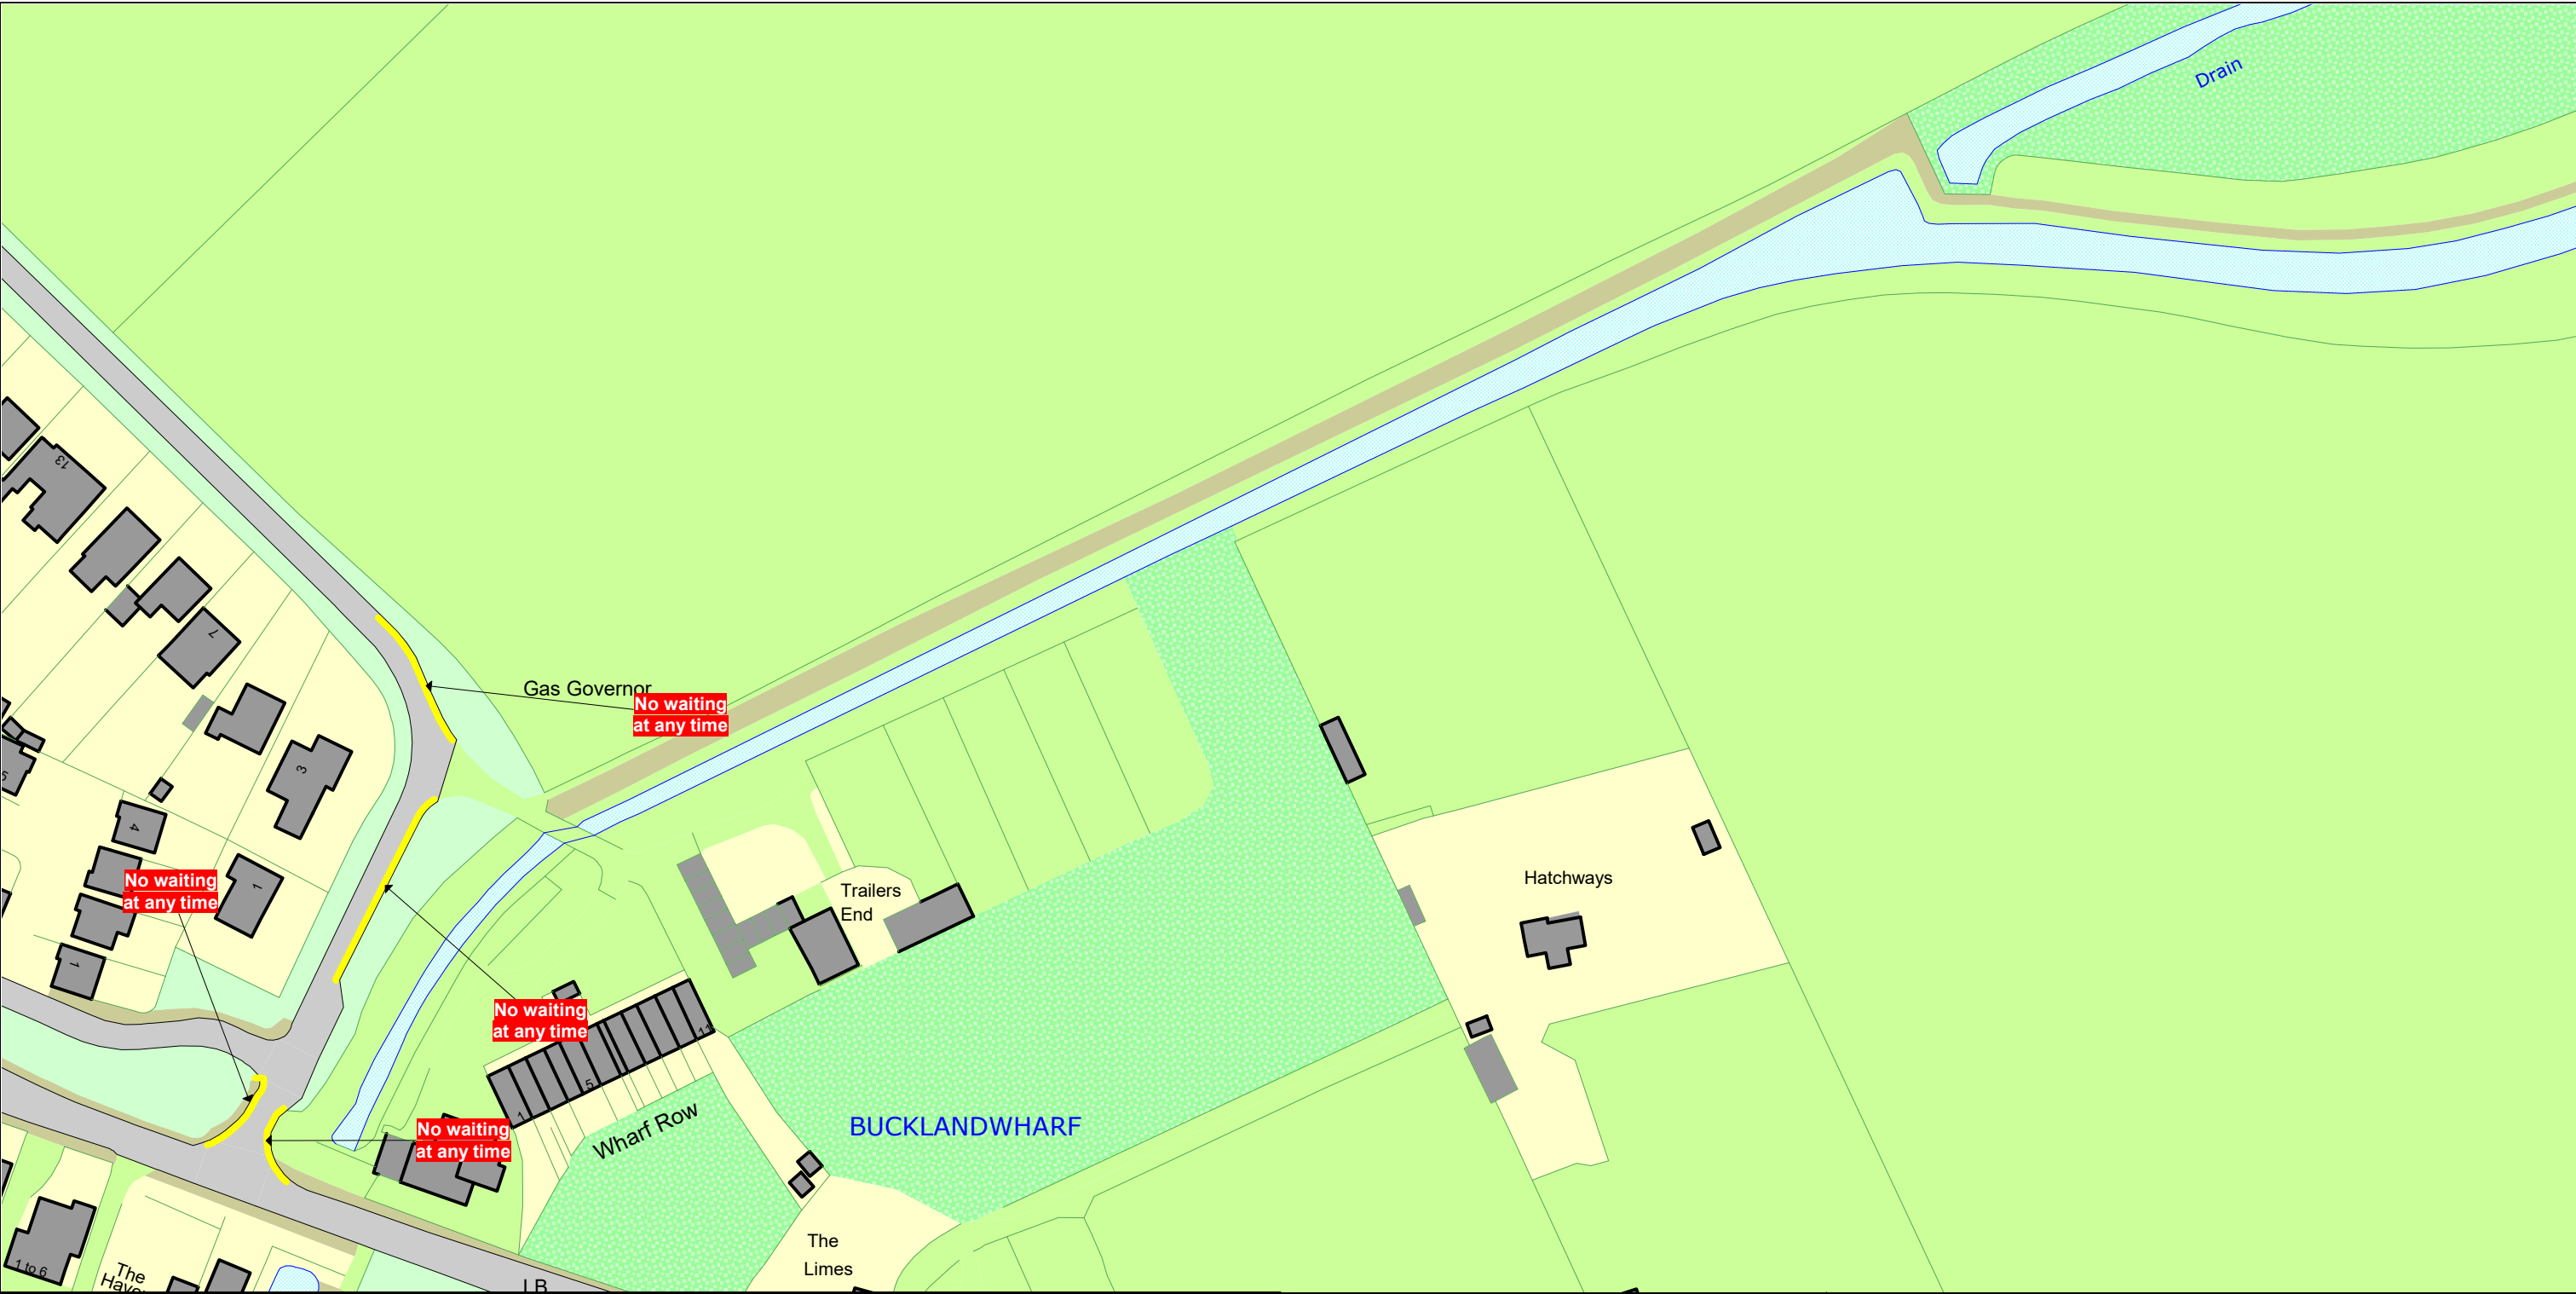 Drain
13
7
Gas Governor
No waiting
at any time
3
5
4
1
No waiting
at any time
Trailers
End
Hatchways
1
No waiting
at any time
11
5
1
Wharf Row
BUCKLANDWHARF
No waiting
at any time
The
Limes
1 to 6
The
LB